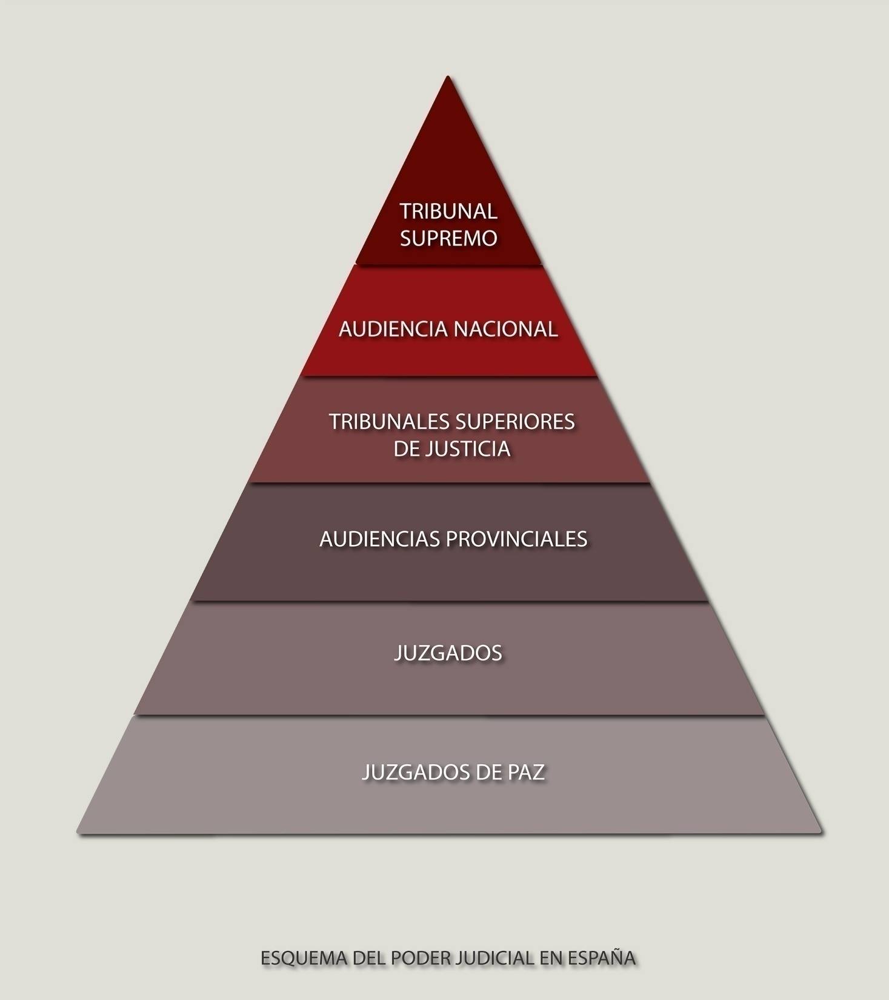 TRIBUNAL
SUPREMO
AUDIENCIA NACIONAL
TRIBUNALES SUPERIORES
DE JUSTICIA
AUDIENCIAS PROVINCIALES
JUZGADOS
JUZGADOS DE PAZ
ESQUEMA DEL PODER JUDICIAL EN ESPAÑA